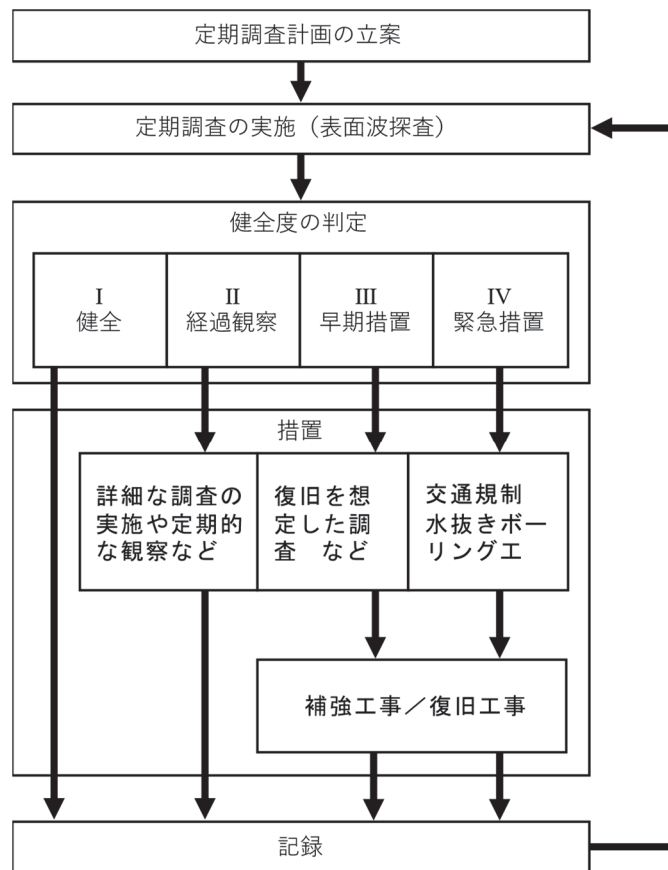 定期調査計画の立案
定期調査の実施（表面波探査）
健全度の判定
I
健全
II
経過観察
III
早期措置
IV
緊急措置
措置
詳細な調査の
実施や定期的
な観察など
復旧を想
定した調
査　など
交通規制
水抜きボー
リング工
補強工事／復旧工事
記録